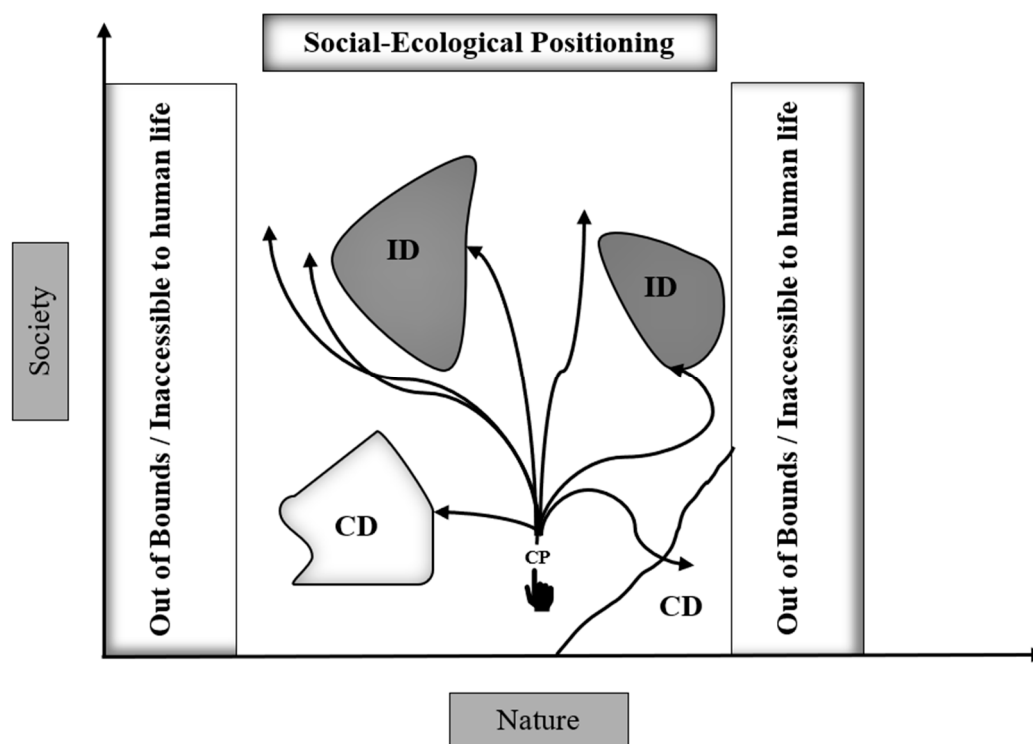 Social-Ecological Positioning
Out of Bounds / Inaccessible to human life
Out of Bounds / Inaccessible to human life
Society
ID
ID
CD
CP
CD
Nature